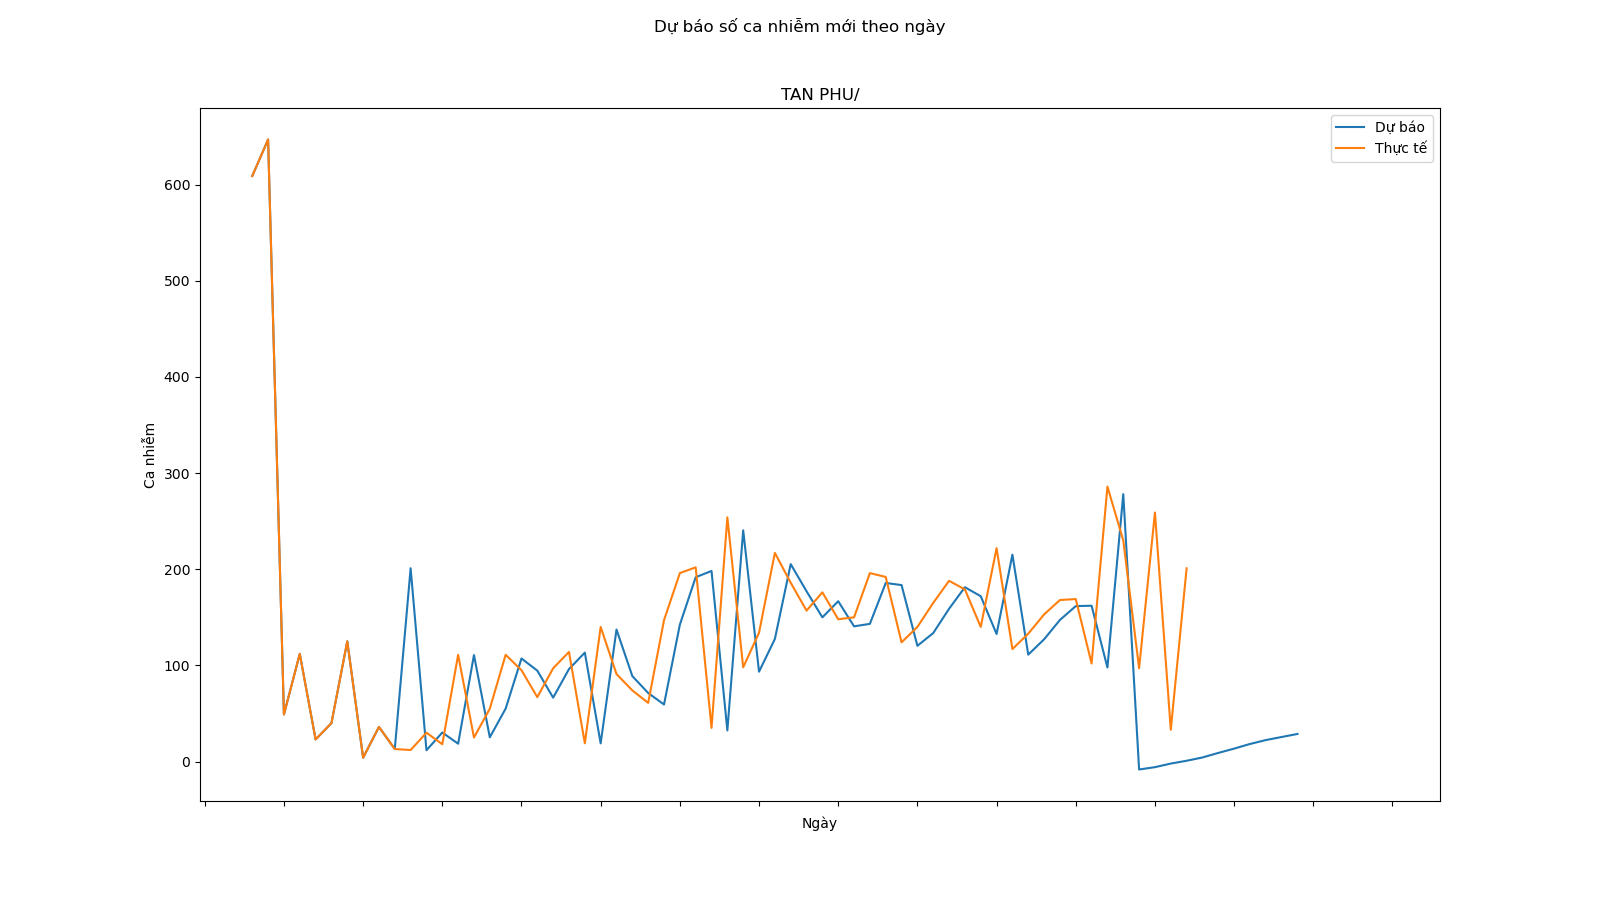 Dự báo số ca nhiễm mới theo ngày
TAN PHU/
Dự báo
Thực tế
600
500
400
300
200
100
0
Ca nhiễm
Ngày